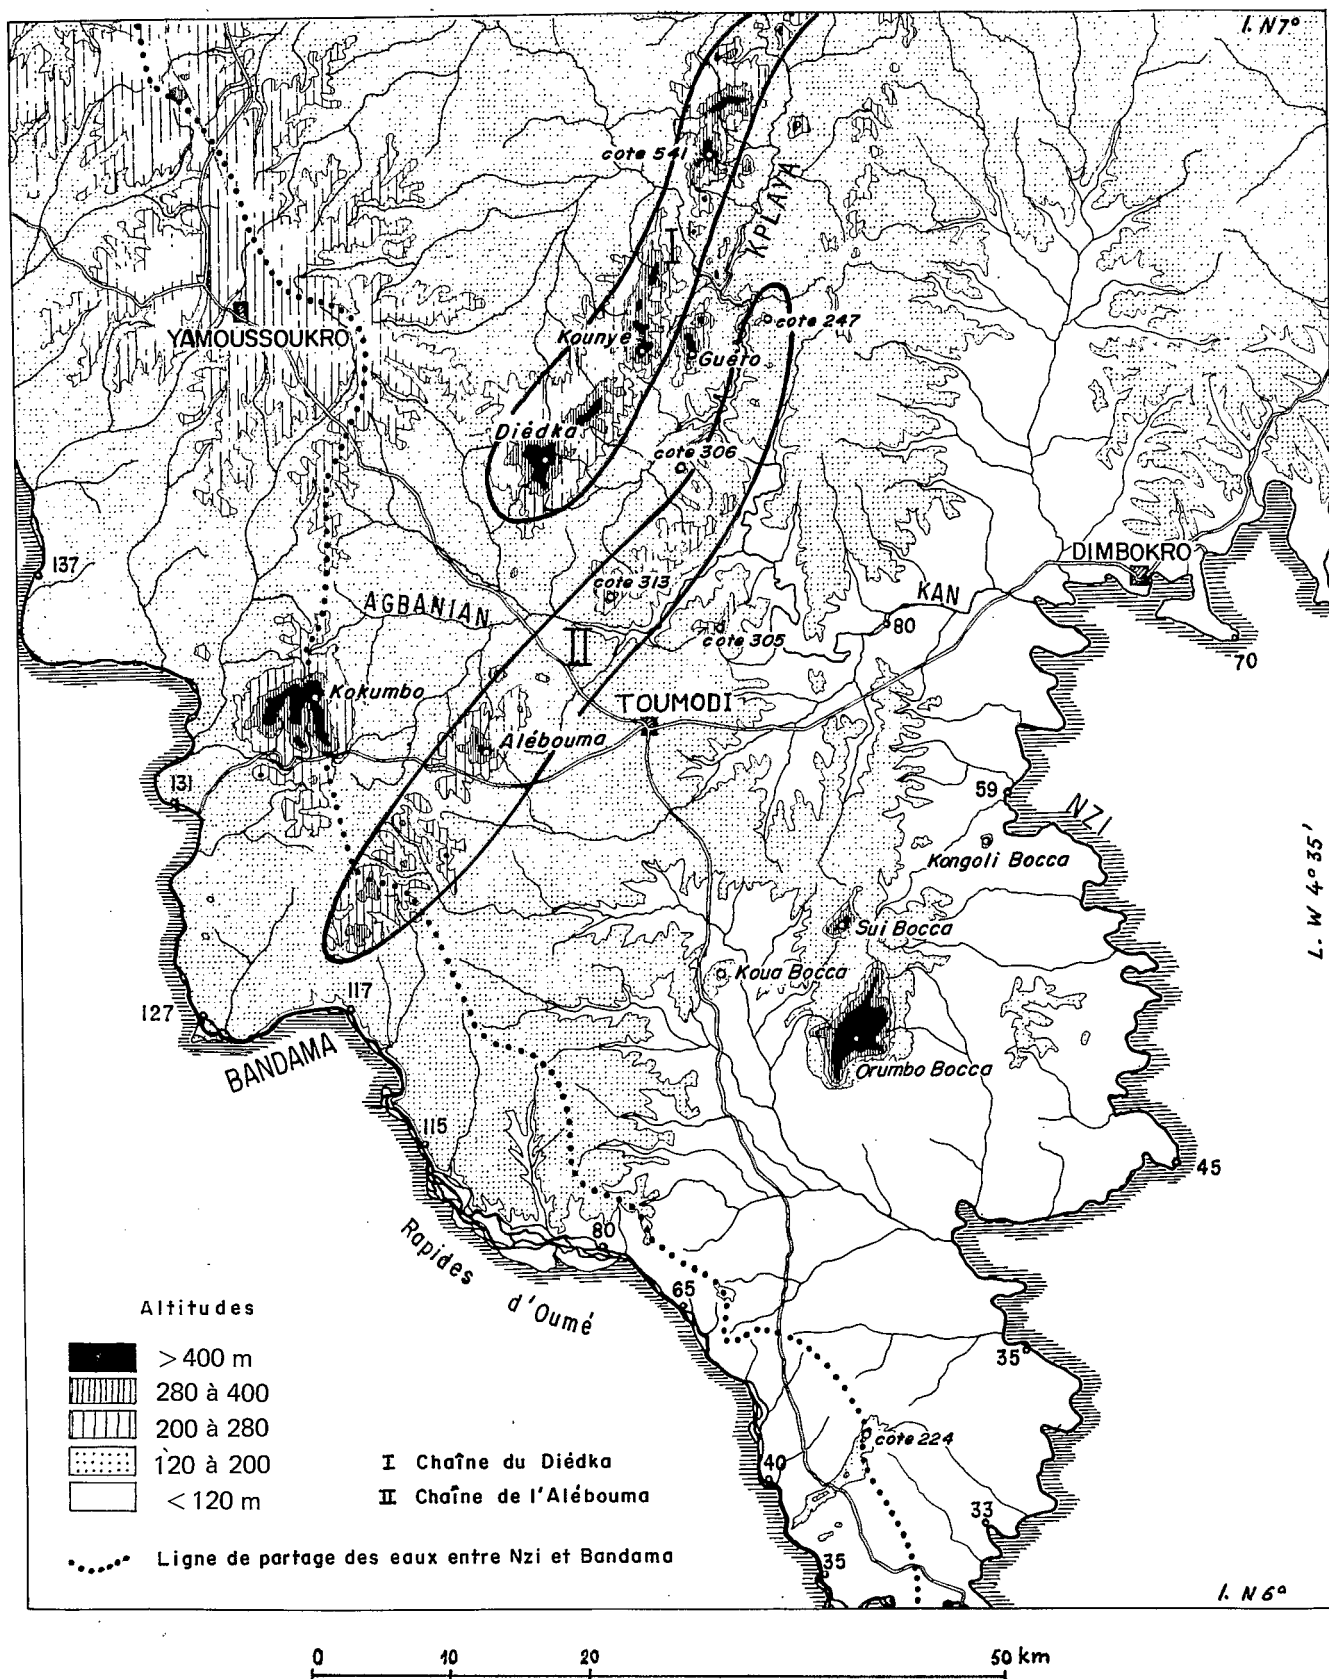 l. N 7°
cote 541
KPLAYA
I
YAMOUSSOUKRO
Kounyé
cote 247
Guéro
Diédka
cote 306
137
AGBANIAN
cote 313
DIMBOKRO
KAN
80
II
cote 305
70
Kokumbo
TOUMODI
Alébouma
131
59
NZI
Kongoli Bocca
L. W 4° 35'
Sui Bocca
Koua Bocca
127
117
BANDAMA
Orumbo Bocca
115
45
Rapides d'Oumé
80
65
35
cote 224
40
33
35
Altitudes
> 400 m
280 à 400
200 à 280
120 à 200
< 120 m
I Chaîne du Diédka
II Chaîne de l'Alébouma
Ligne de partage des eaux entre Nzi et Bandama
l. N 6°
0 10 20 50 km